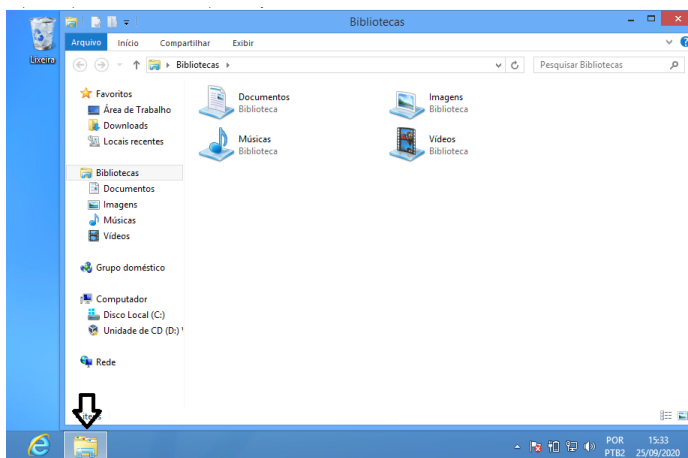 Bibliotecas
Lixeira
Arquivo Início Compartilhar Exibir
Bibliotecas
Pesquisar Bibliotecas
Favoritos
Área de Trabalho
Downloads
Locais recentes
Bibliotecas
Documentos
Imagens
Músicas
Vídeos
Grupo doméstico
Computador
Disco Local (C:)
Unidade de CD (D:)
Rede
Documentos
Biblioteca
Imagens
Biblioteca
Músicas
Biblioteca
Vídeos
Biblioteca
POR
PTB2
15:33
25/09/2020